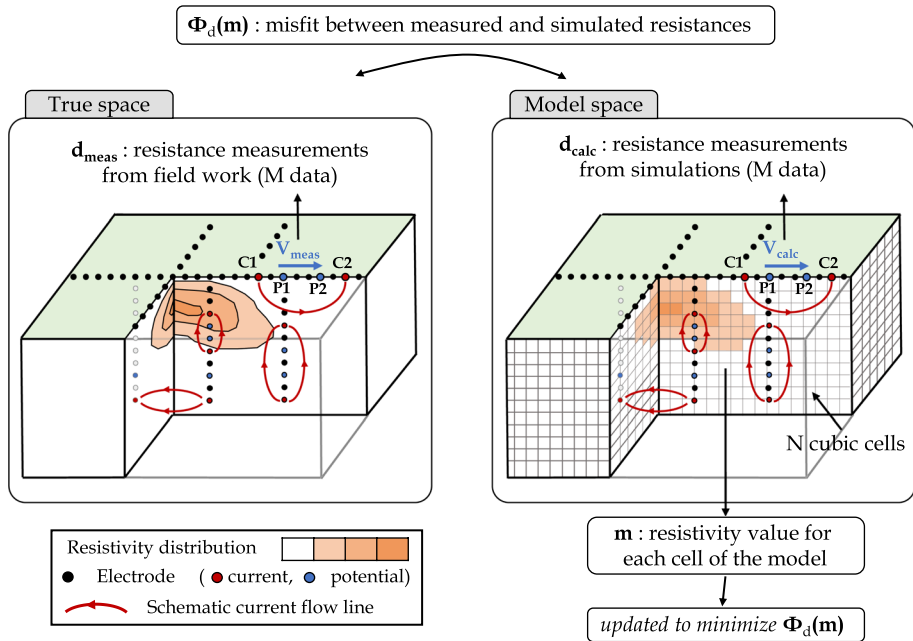 Φd(m) : misfit between measured and simulated resistances
True space
dmeas : resistance measurements
from field work (M data)
Vmeas
C1
C2
P1
P2
Model space
dcalc : resistance measurements
from simulations (M data)
Vcalc
C1
C2
P1
P2
N cubic cells
m : resistivity value for
each cell of the model
updated to minimize Φd(m)
Resistivity distribution
Electrode ( current, potential)
Schematic current flow line